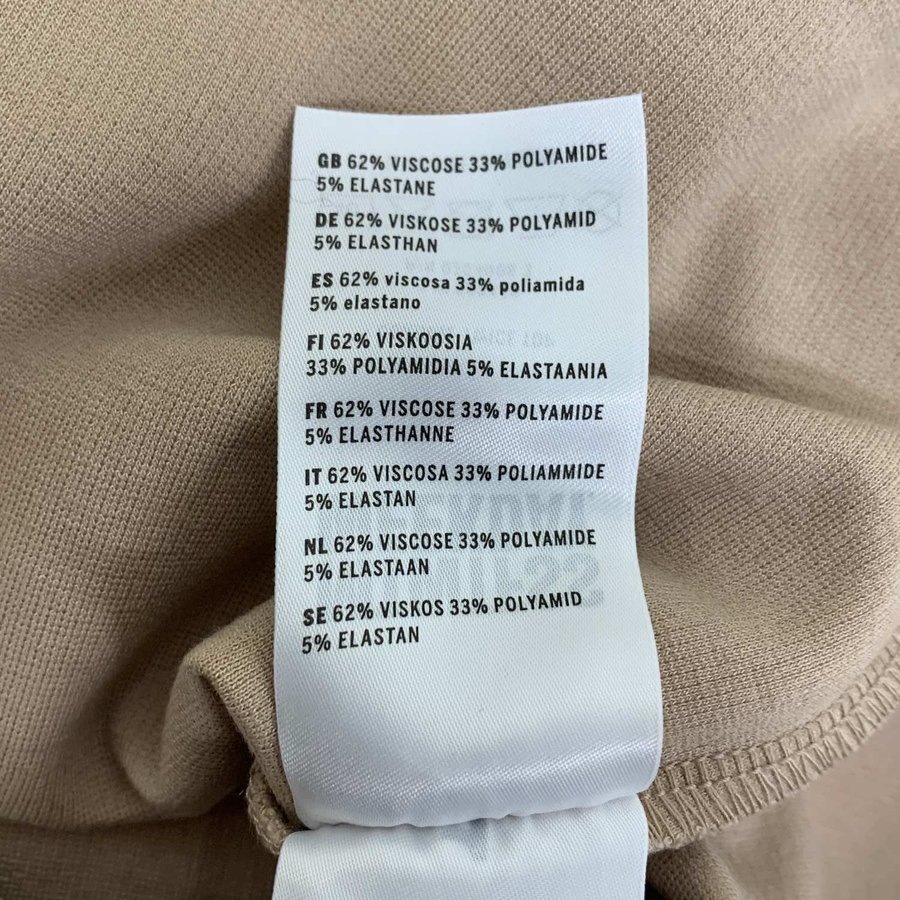 GB 62% VISCOSE 33% POLYAMIDE
5% ELASTANE
DE 62% VISKOSE 33% POLYAMID
5% ELASTHAN
ES 62% viscosa 33% poliamida
5% elastano
FI 62% VISKOOSIA
33% POLYAMIDIA 5% ELASTAANIA
FR 62% VISCOSE 33% POLYAMIDE
5% ELASTHANNE
IT 62% VISCOSA 33% POLIAMMIDE
5% ELASTAN
NL 62% VISCOSE 33% POLYAMIDE
5% ELASTAAN
SE 62% VISKOS 33% POLYAMID
5% ELASTAN